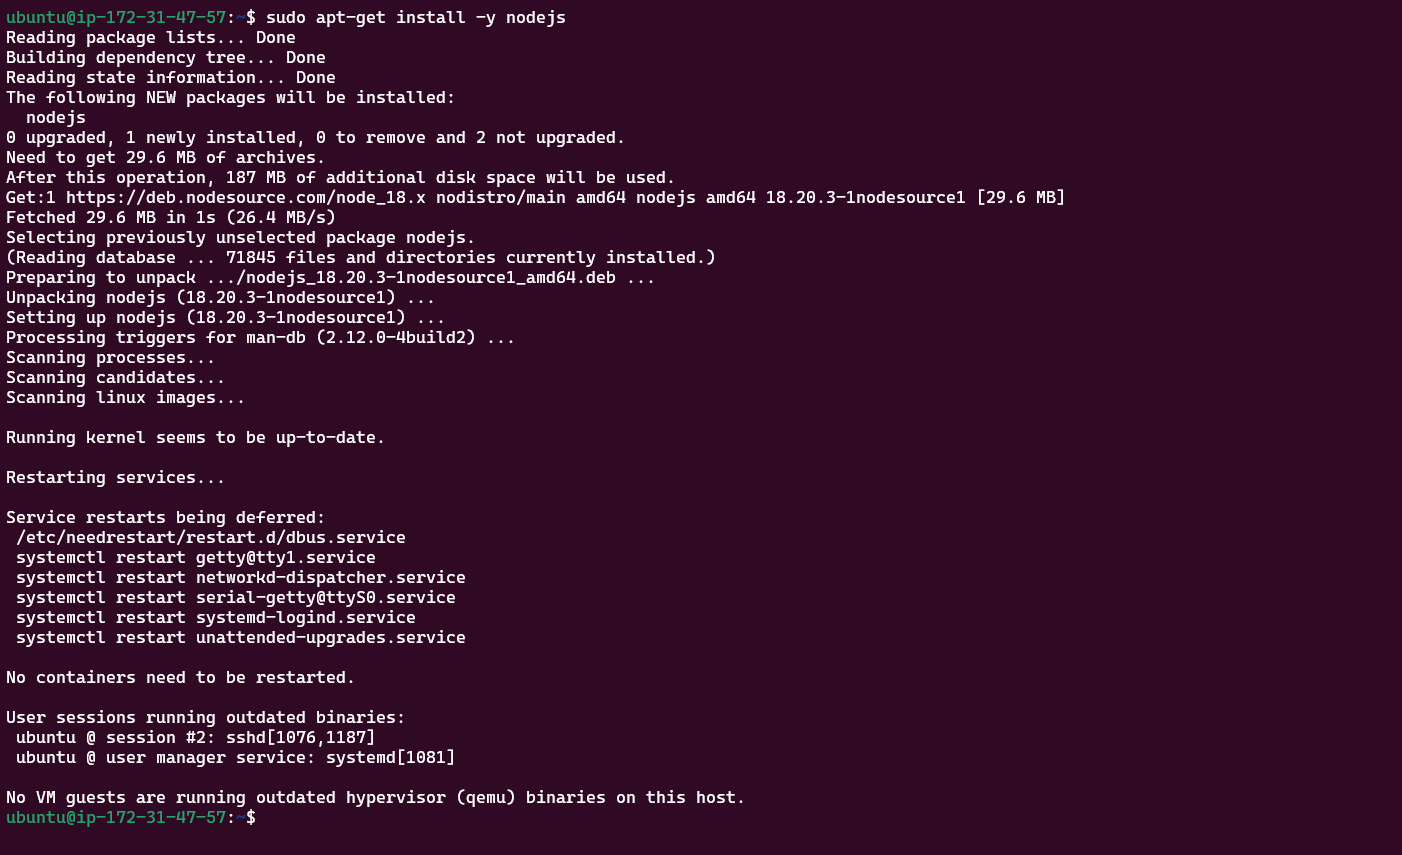 ubuntu@ip-172-31-47-57:~$ sudo apt-get install -y nodejs
Reading package lists... Done
Building dependency tree... Done
Reading state information... Done
The following NEW packages will be installed:
  nodejs
0 upgraded, 1 newly installed, 0 to remove and 2 not upgraded.
Need to get 29.6 MB of archives.
After this operation, 187 MB of additional disk space will be used.
Get:1 https://deb.nodesource.com/node_18.x nodistro/main amd64 nodejs amd64 18.20.3-1nodesource1 [29.6 MB]
Fetched 29.6 MB in 1s (26.4 MB/s)
Selecting previously unselected package nodejs.
(Reading database ... 71845 files and directories currently installed.)
Preparing to unpack .../nodejs_18.20.3-1nodesource1_amd64.deb ...
Unpacking nodejs (18.20.3-1nodesource1) ...
Setting up nodejs (18.20.3-1nodesource1) ...
Processing triggers for man-db (2.12.0-4build2) ...
Scanning processes...
Scanning candidates...
Scanning linux images...

Running kernel seems to be up-to-date.

Restarting services...

Service restarts being deferred:
 /etc/needrestart/restart.d/dbus.service
 systemctl restart getty@tty1.service
 systemctl restart networkd-dispatcher.service
 systemctl restart serial-getty@ttyS0.service
 systemctl restart systemd-logind.service
 systemctl restart unattended-upgrades.service

No containers need to be restarted.

User sessions running outdated binaries:
 ubuntu @ session #2: sshd[1076,1187]
 ubuntu @ user manager service: systemd[1081]

No VM guests are running outdated hypervisor (qemu) binaries on this host.
ubuntu@ip-172-31-47-57:~$